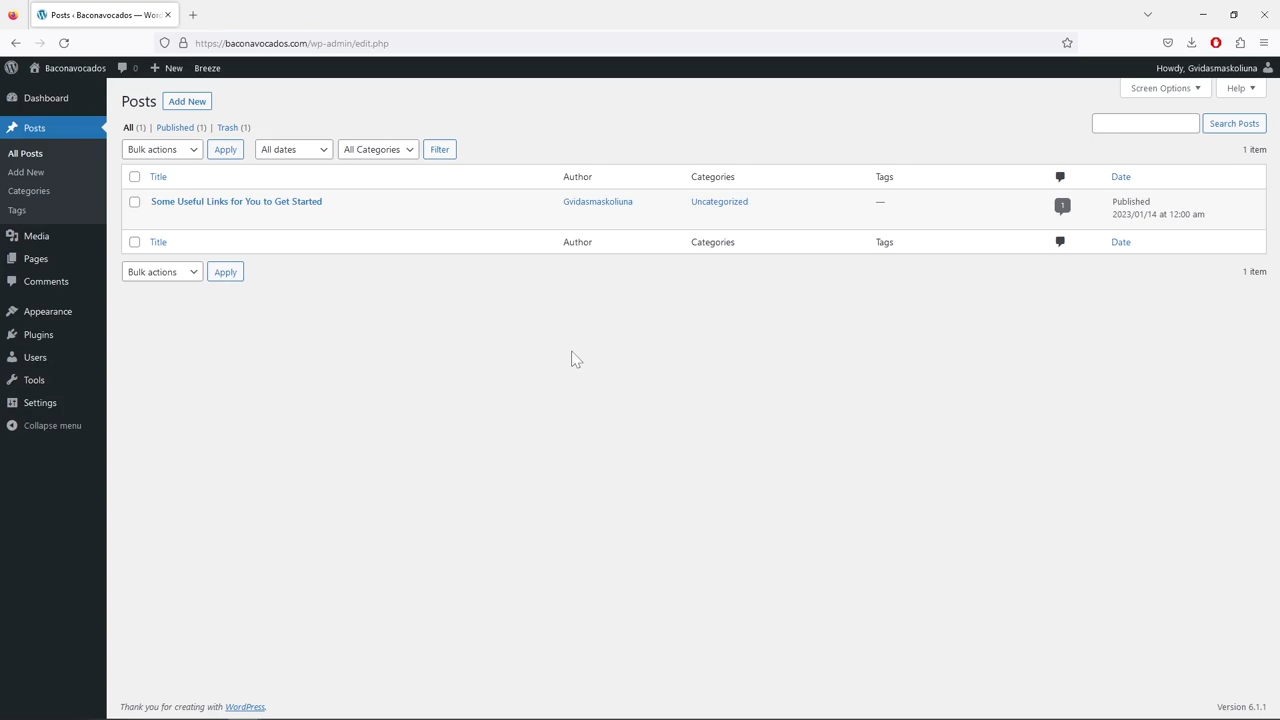 Posts ‹ Baconavocados — Wor
https://baconavocados.com/wp-admin/edit.php
Baconavocados 0 New Breeze Howdy, Gvidasmaskoliuna
Dashboard
Posts
All Posts
Add New
Categories
Tags
Media
Pages
Comments
Appearance
Plugins
Users
Tools
Settings
Collapse menu
Screen Options Help
Posts Add New
All (1) | Published (1) | Trash (1)
Search Posts
Bulk actions Apply All dates All Categories Filter 1 item
Title Author Categories Tags Date
Some Useful Links for You to Get Started Gvidasmaskoliuna Uncategorized — 1 Published
2023/01/14 at 12:00 am
Title Author Categories Tags Date
Bulk actions Apply 1 item
Thank you for creating with WordPress. Version 6.1.1